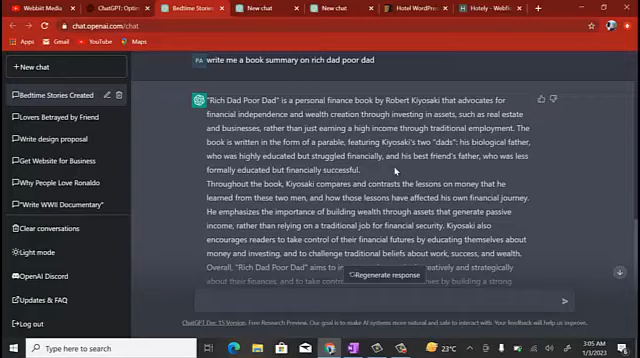 Webbit Media
ChatGPT: Optim
Bedtime Stories
New chat
New chat
Hotel WordPres
Hotely - Webfl
chat.openai.com/chat
Apps
Gmail
YouTube
Maps
New chat
PA write me a book summary on rich dad poor dad
Bedtime Stories Created
Lovers Betrayed by Friend
Write design proposal
Get Website for Business
Why People Love Ronaldo
"Write WWII Documentary"
Clear conversations
Light mode
OpenAI Discord
Updates & FAQ
Log out
"Rich Dad Poor Dad" is a personal finance book by Robert Kiyosaki that advocates for
financial independence and wealth creation through investing in assets, such as real estate
and businesses, rather than just earning a high income through traditional employment. The
book is written in the form of a parable, featuring Kiyosaki's two "dads": his biological father,
who was highly educated but struggled financially, and his best friend's father, who was less
formally educated but financially successful.
Throughout the book, Kiyosaki compares and contrasts the lessons on money that he
learned from these two men, and how those lessons have affected his own financial journey.
He emphasizes the importance of building wealth through assets that generate passive
income, rather than relying on a traditional job for financial security. Kiyosaki also
encourages readers to take control of their financial futures by educating themselves about
money and investing, and to challenge traditional beliefs about work, success, and wealth.
Overall, "Rich Dad Poor Dad" aims to creatively and strategically
about their finances, and to take contr by building a strong
Regenerate response
ChatGPT Dec 15 Version. Free Research Preview. Our goal is to make AI systems more natural and safe to interact with. Your feedback will help us improve.
Type here to search
23°C
3:05 AM
1/3/2023